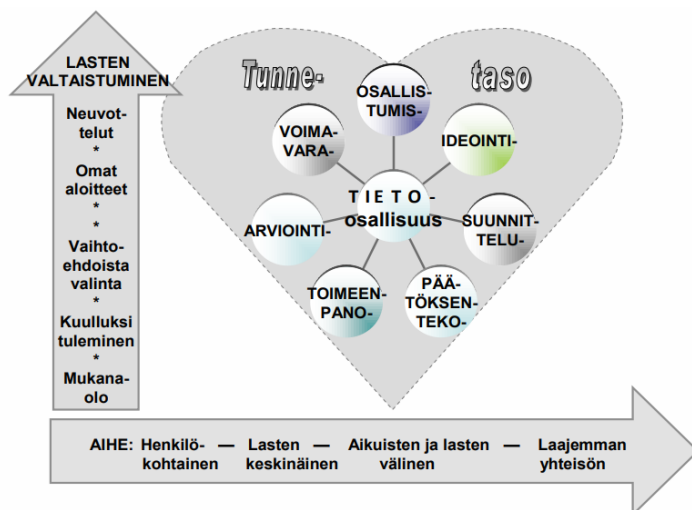 LASTEN
VALTAISTUMINEN
Neuvot-
telut
*
Omat
aloitteet
*
*
Vaihto-
ehdoista
valinta
*
Kuulluksi
tuleminen
*
Mukana-
olo
Tunne- taso
OSALLIS-
TUMIS-
VOIMA-
VARA-
IDEOINTI-
TIETO-
osallisuus
ARVIOINTI-
SUUNNIT-
TELU-
TOIMEEN-
PANO-
PÄÄ-
TÖKSEN-
TEKO-
AIHE: Henkilö- — Lasten — Aikuisten ja lasten — Laajemman
kohtainen keskinäinen välinen yhteisön